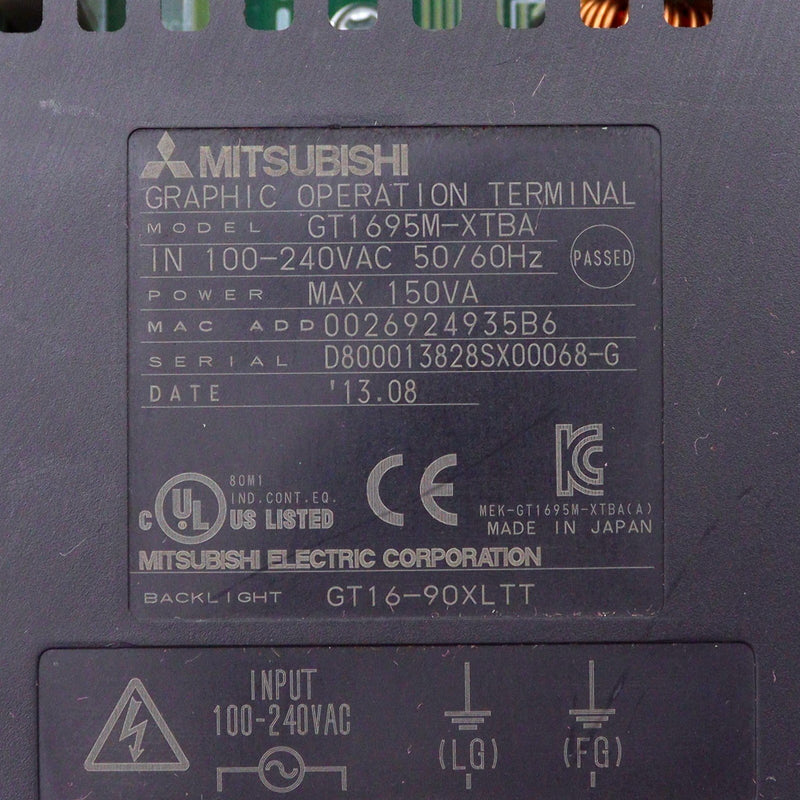 MITSUBISHI
GRAPHIC OPERATION TERMINAL
MODEL GT1695M-XTBA
IN 100-240VAC 50/60Hz PASSED
POWER MAX 150VA
MAC ADD 0026924935B6
SERIAL D800013828SX00068-G
DATE '13.08
80M1
IND.CONT.EQ.
C UL US LISTED
CE
KC
MEK-GT1695M-XTBA(A)
MADE IN JAPAN
MITSUBISHI ELECTRIC CORPORATION
BACKLIGHT GT16-90XLTT
INPUT
100-240VAC
(LG) (FG)